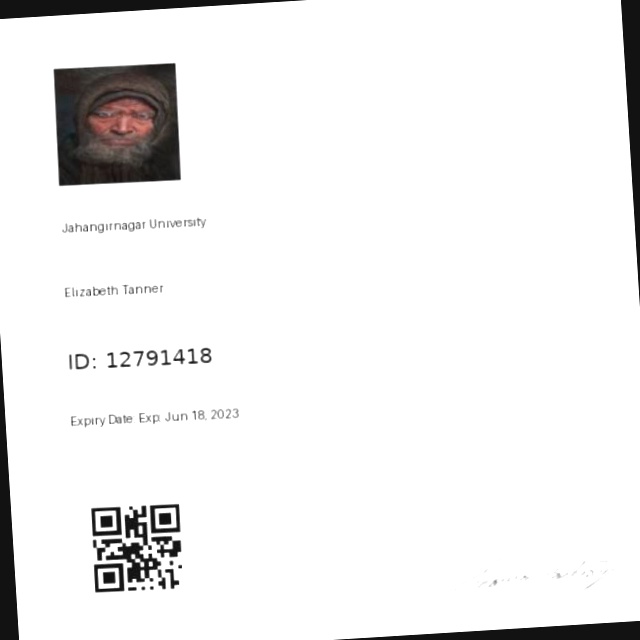 Jahangirnagar University
Elizabeth Tanner
ID: 12791418
Expiry Date: Exp: Jun 18, 2023